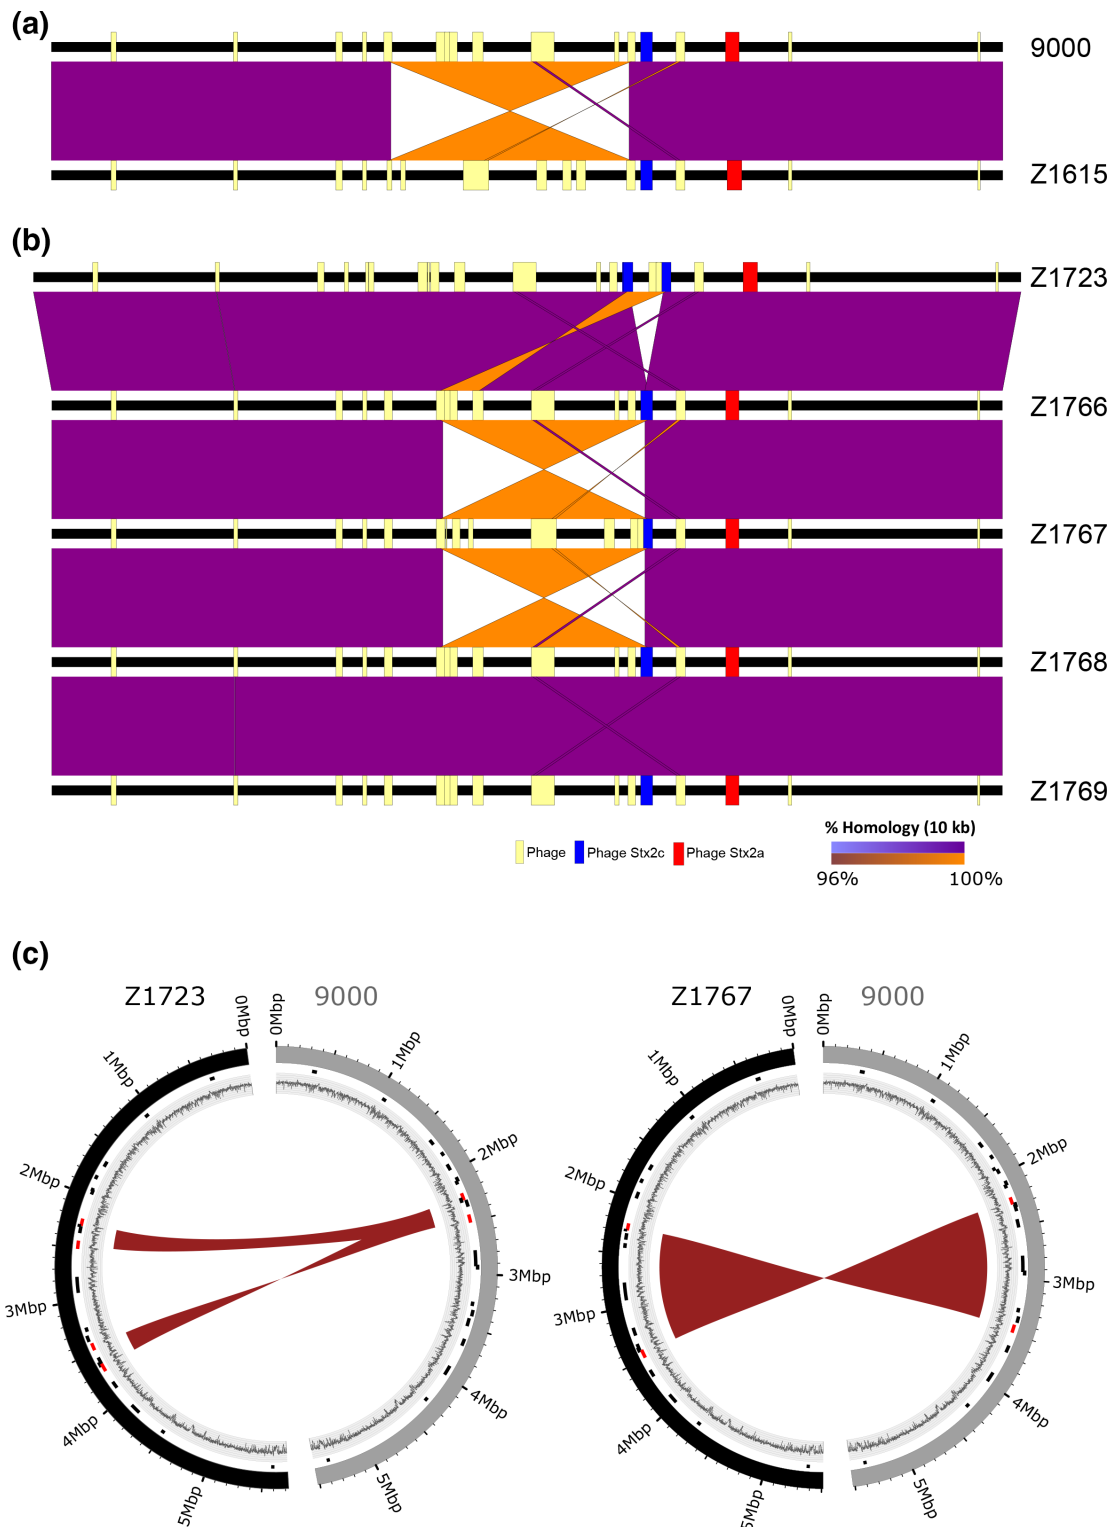 (a)
9000
Z1615
(b)
Z1723
Z1766
Z1767
Z1768
Z1769
Phage
Phage Stx2c
Phage Stx2a
% Homology (10 kb)
96%
100%
(c)
Z1723
9000
0Mbp
0Mbp
1Mbp
1Mbp
2Mbp
2Mbp
3Mbp
3Mbp
4Mbp
4Mbp
5Mbp
5Mbp
Z1767
9000
0Mbp
0Mbp
1Mbp
1Mbp
2Mbp
2Mbp
3Mbp
3Mbp
4Mbp
4Mbp
5Mbp